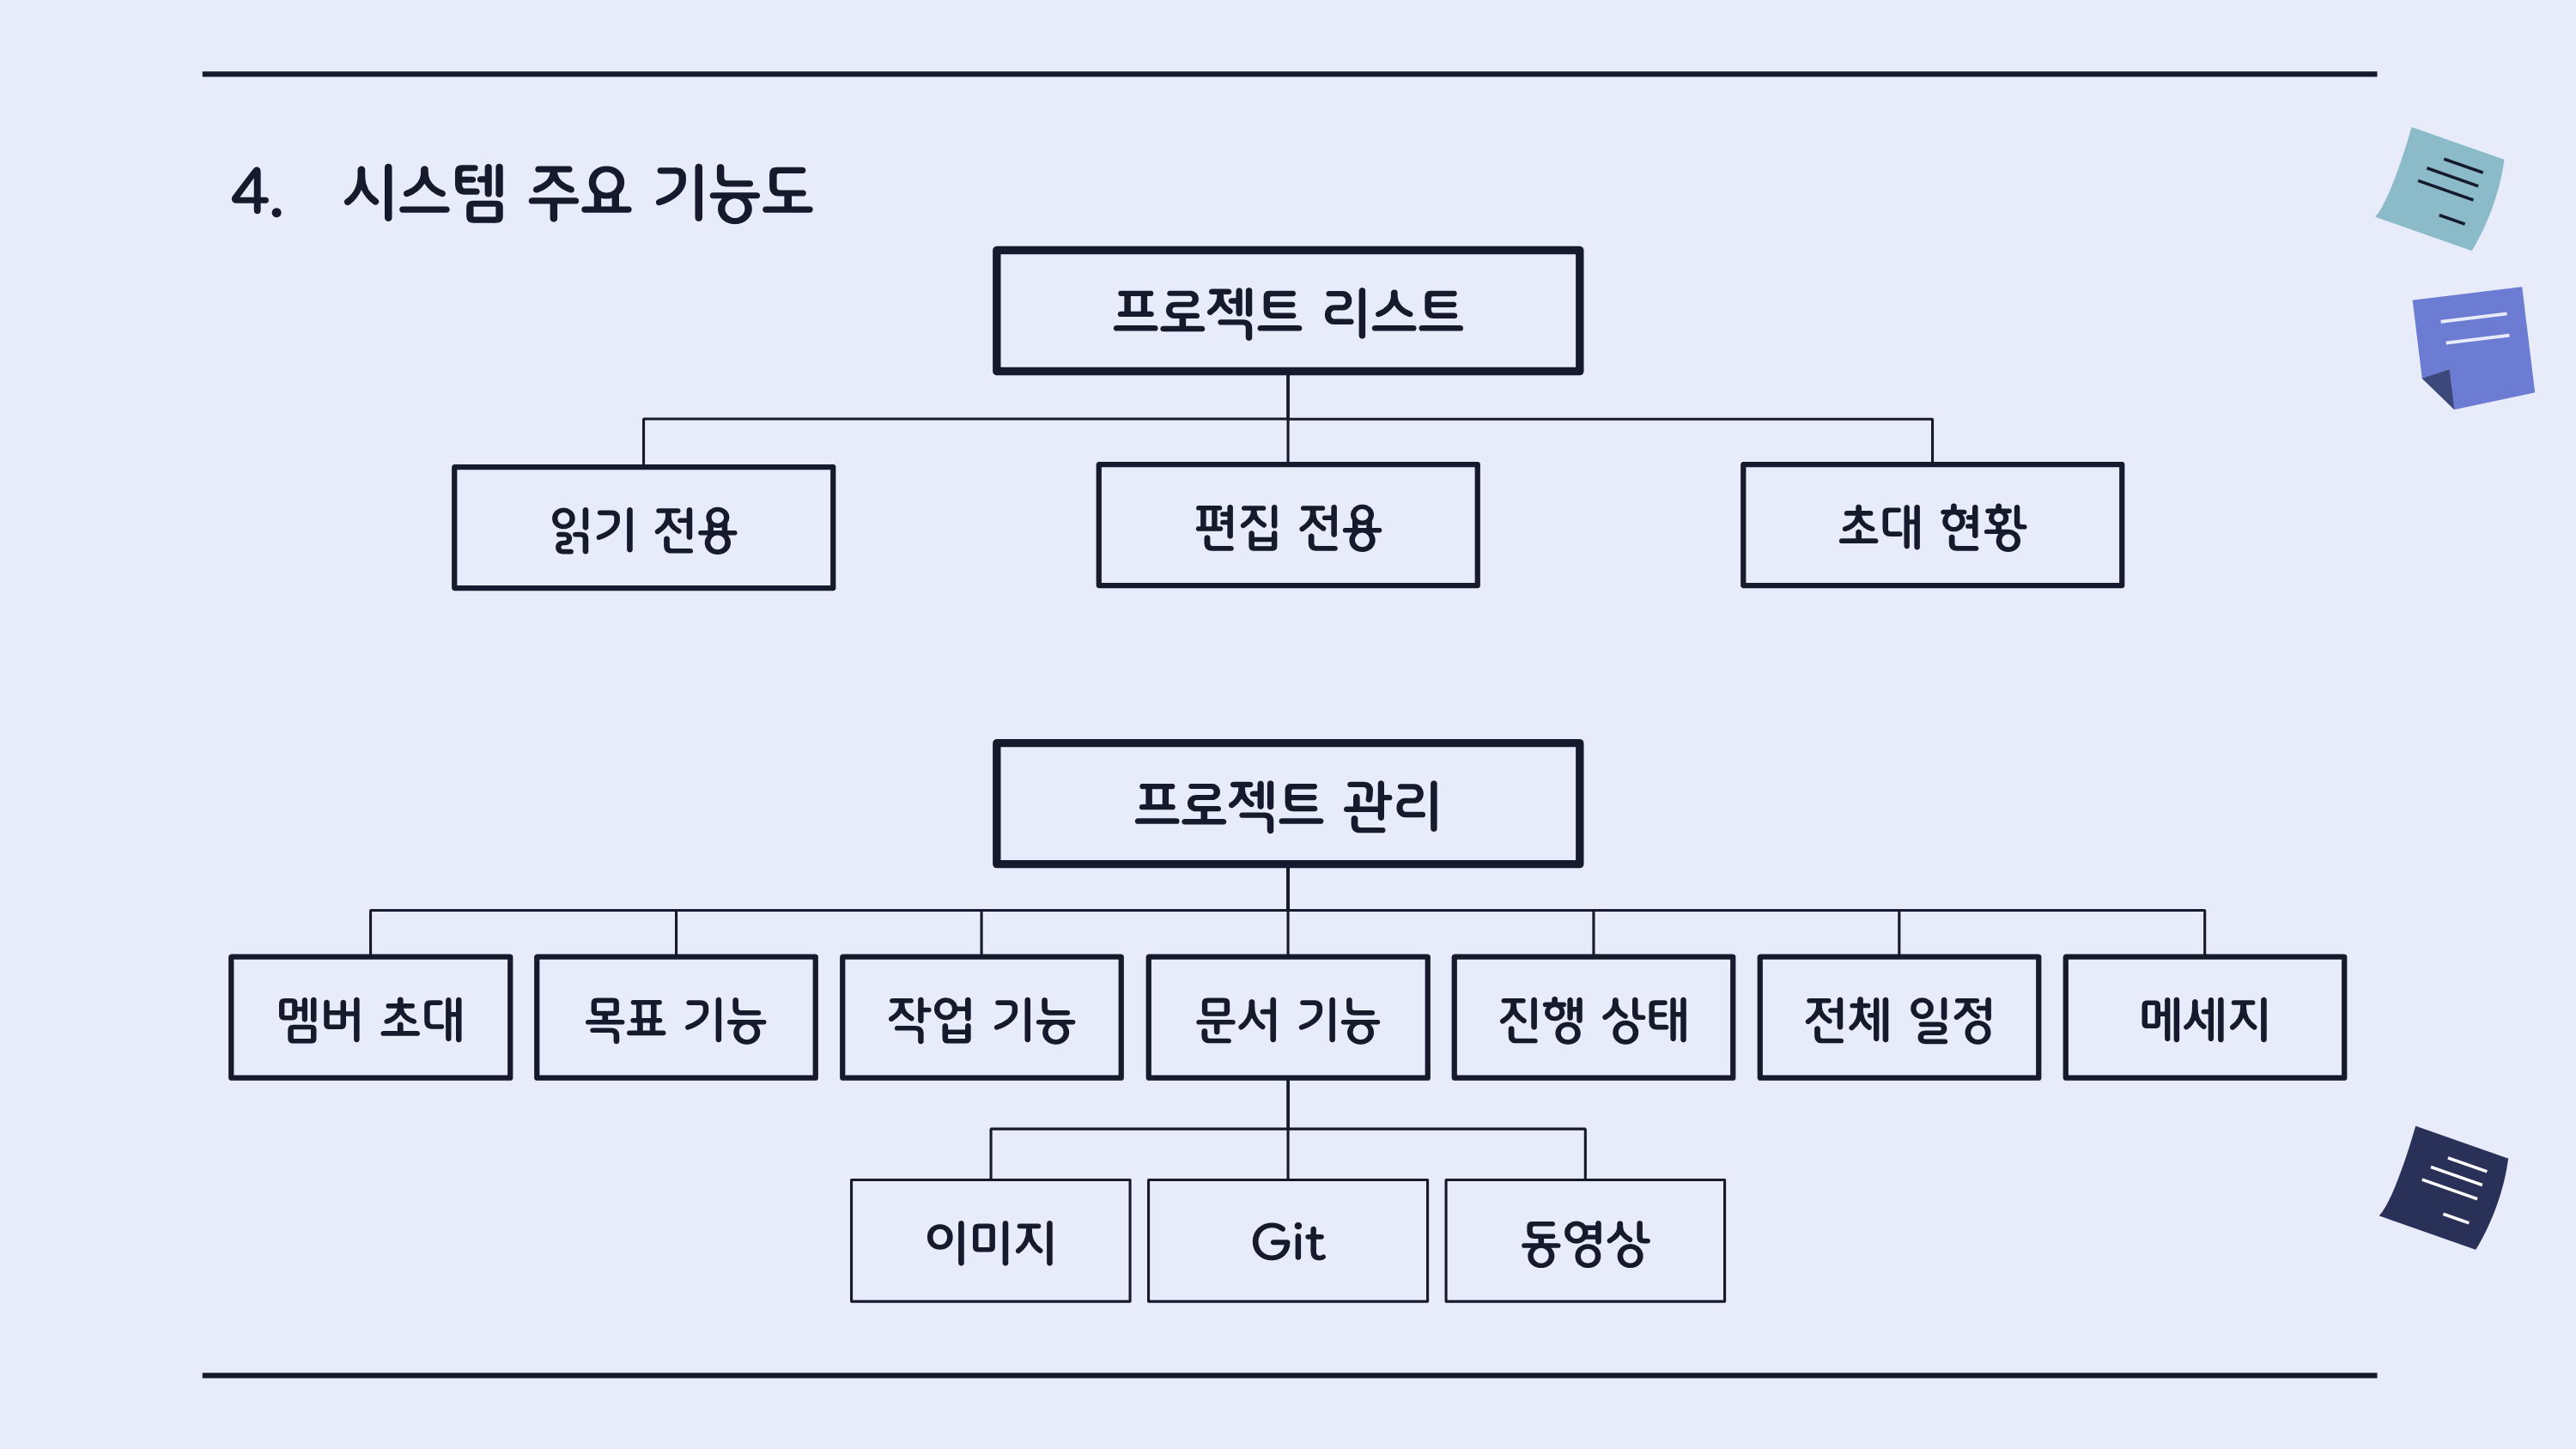 4. 시스템 주요 기능도
프로젝트 리스트
읽기 전용
편집 전용
초대 현황
프로젝트 관리
멤버 초대
목표 기능
작업 기능
문서 기능
진행 상태
전체 일정
메세지
이미지
Git
동영상